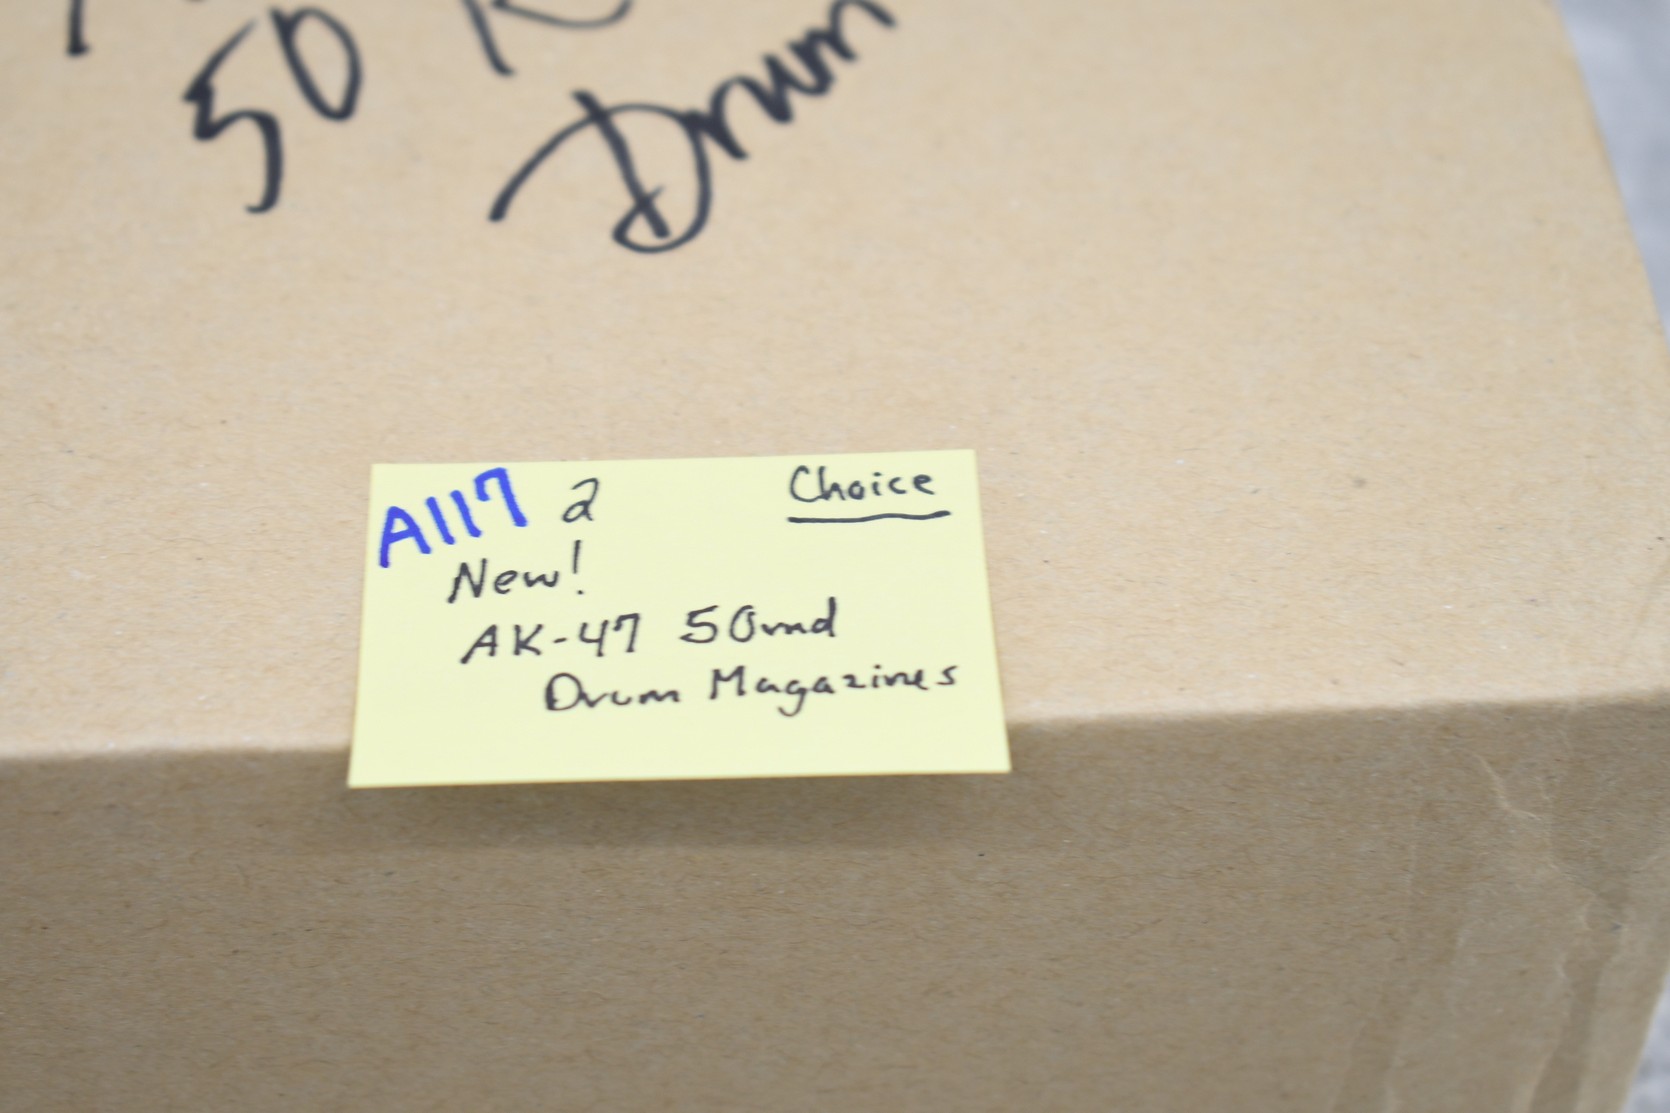 50
Drum
A117 2 Choice
New!
AK-47 50rnd
Drum Magazines